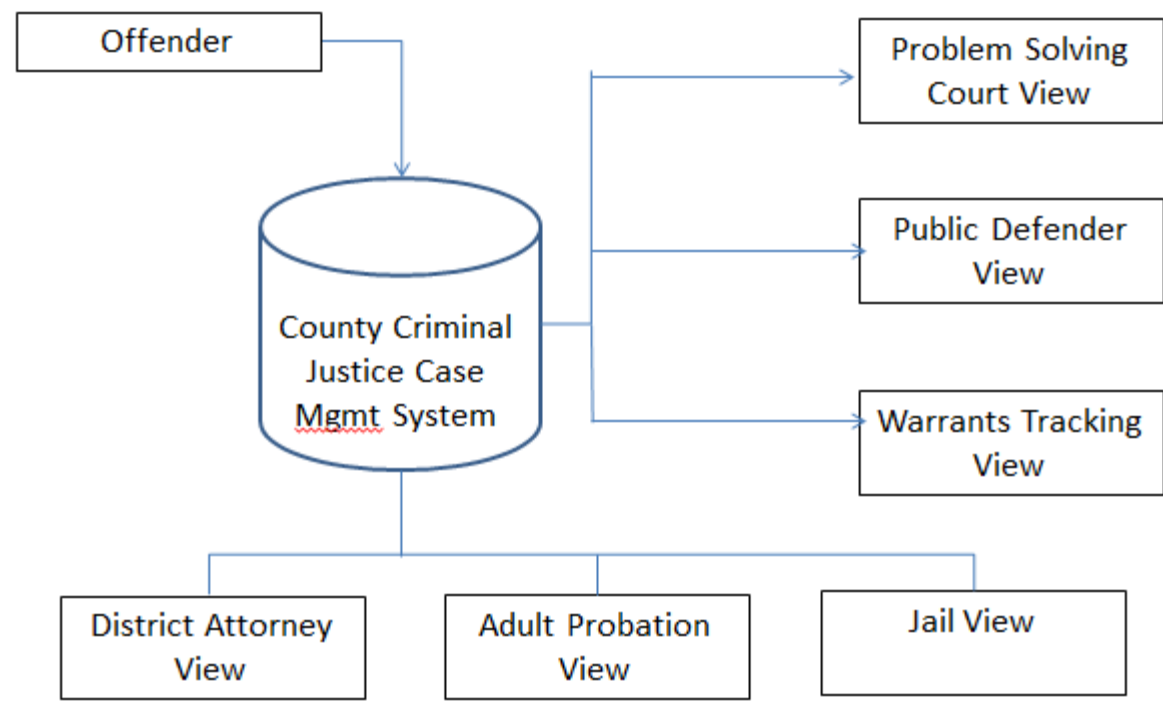 Offender
Problem Solving
Court View
Public Defender
View
County Criminal
Justice Case
Mgmt System
Warrants Tracking
View
District Attorney
View
Adult Probation
View
Jail View